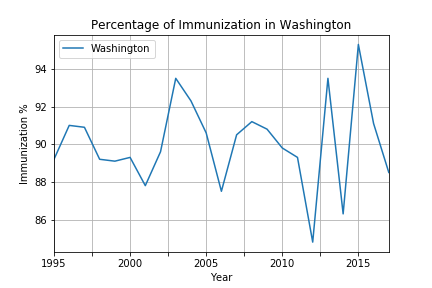 Percentage of Immunization in Washington
Washington
94
92
90
88
86
Immunization %
1995
2000
2005
2010
2015
Year